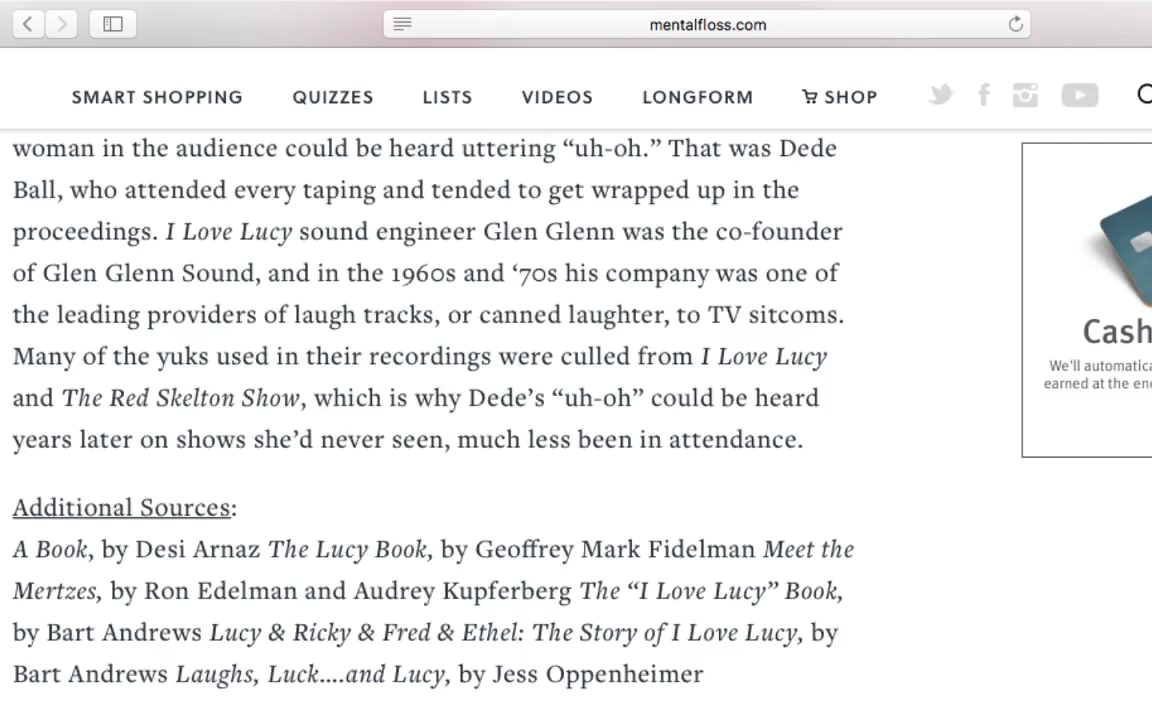 mentalfloss.com
SMART SHOPPING QUIZZES LISTS VIDEOS LONGFORM SHOP
woman in the audience could be heard uttering “uh-oh.” That was Dede
Ball, who attended every taping and tended to get wrapped up in the
proceedings. I Love Lucy sound engineer Glen Glenn was the co-founder
of Glen Glenn Sound, and in the 1960s and ‘70s his company was one of
the leading providers of laugh tracks, or canned laughter, to TV sitcoms.
Many of the yuks used in their recordings were culled from I Love Lucy
and The Red Skelton Show, which is why Dede’s “uh-oh” could be heard
years later on shows she’d never seen, much less been in attendance.
Additional Sources:
A Book, by Desi Arnaz The Lucy Book, by Geoffrey Mark Fidelman Meet the
Mertzes, by Ron Edelman and Audrey Kupferberg The “I Love Lucy” Book,
by Bart Andrews Lucy & Ricky & Fred & Ethel: The Story of I Love Lucy, by
Bart Andrews Laughs, Luck....and Lucy, by Jess Oppenheimer
Cash
We'll automatica
earned at the en